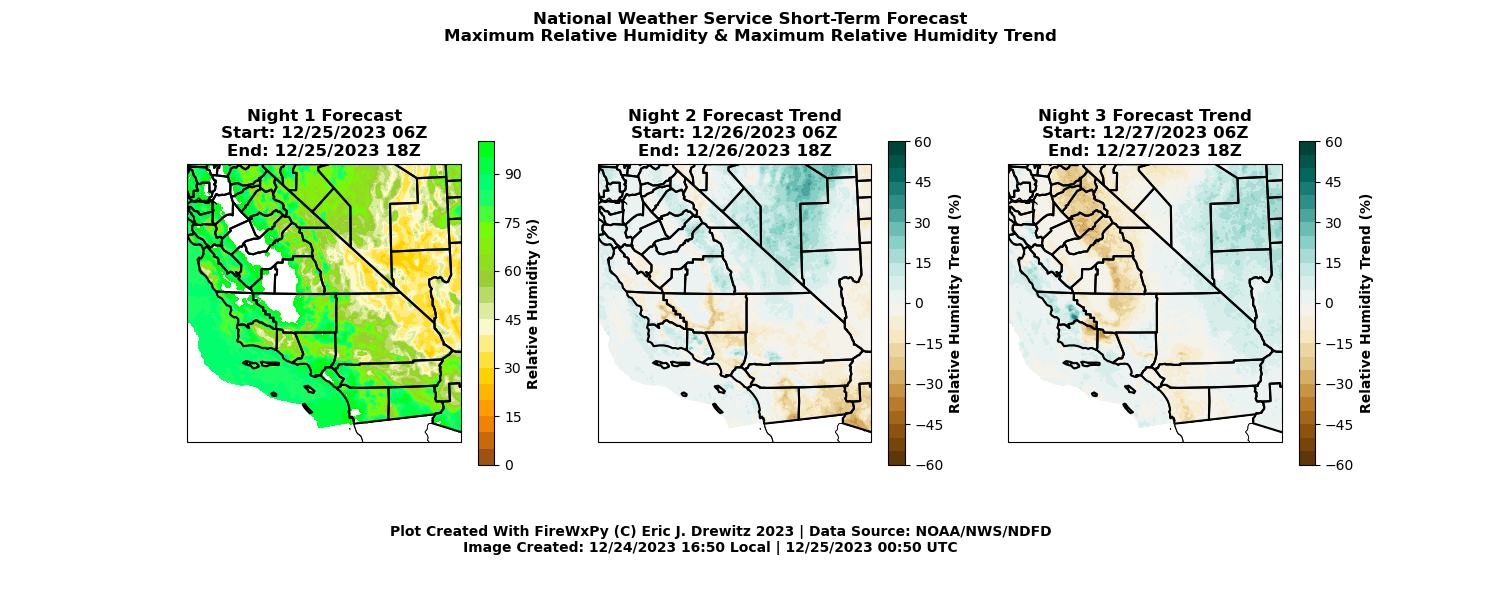 National Weather Service Short-Term Forecast
Maximum Relative Humidity & Maximum Relative Humidity Trend
Night 1 Forecast
Start: 12/25/2023 06Z
End: 12/25/2023 18Z
90
75
60
45
30
15
0
Relative Humidity (%)
Night 2 Forecast Trend
Start: 12/26/2023 06Z
End: 12/26/2023 18Z
60
45
30
15
0
−15
−30
−45
−60
Relative Humidity Trend (%)
Night 3 Forecast Trend
Start: 12/27/2023 06Z
End: 12/27/2023 18Z
60
45
30
15
0
−15
−30
−45
−60
Relative Humidity Trend (%)
Plot Created With FireWxPy (C) Eric J. Drewitz 2023 | Data Source: NOAA/NWS/NDFD
Image Created: 12/24/2023 16:50 Local | 12/25/2023 00:50 UTC